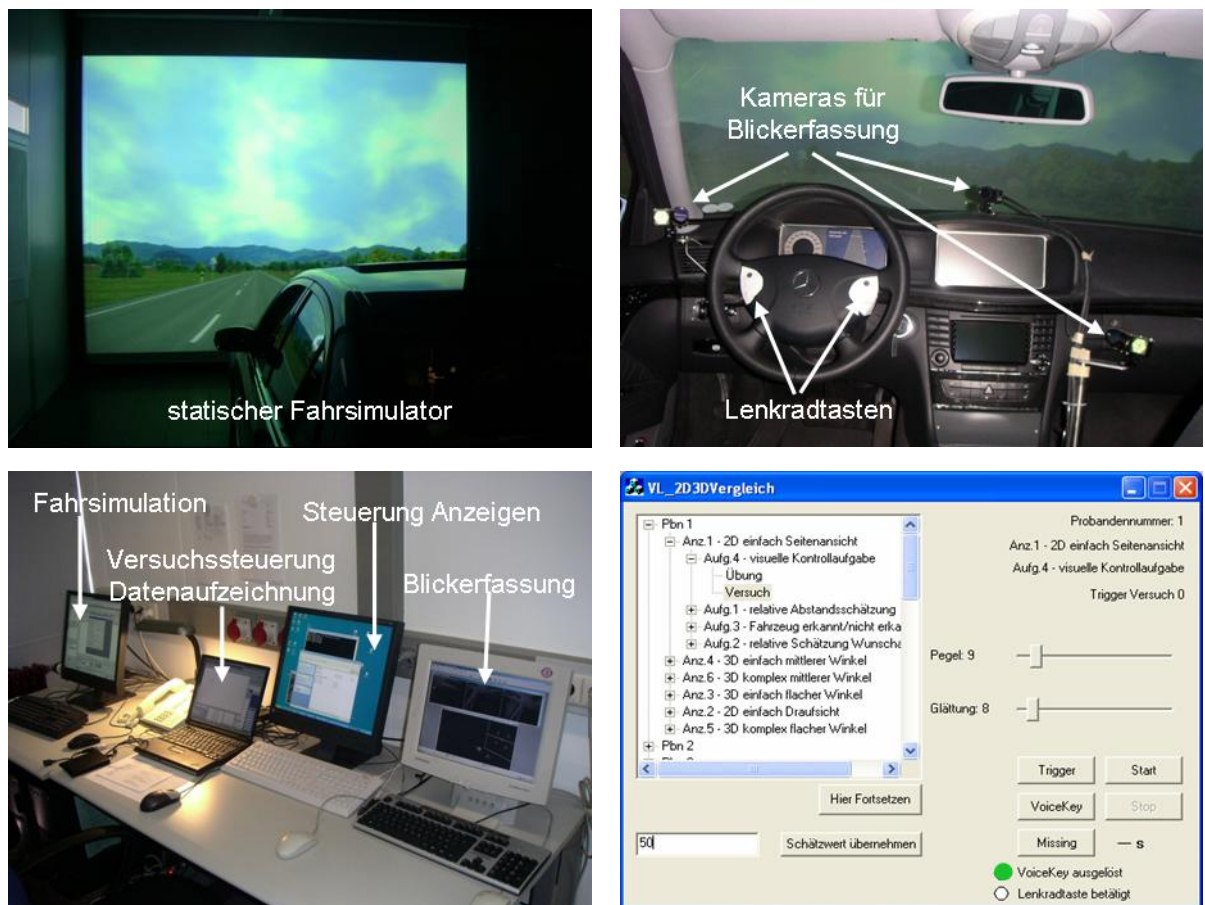 statischer Fahrsimulator
Kameras für
Blickerfassung
Lenkradtasten
Fahrsimulation
Steuerung Anzeigen
Versuchssteuerung
Datenaufzeichnung
Blickerfassung
VL_2D3DVergleich
Pbn 1
Anz.1 - 2D einfach Seitenansicht
Aufg.4 - visuelle Kontrollaufgabe
Übung
Versuch
Aufg.1 - relative Abstandsschätzung
Aufg.3 - Fahrzeug erkannt/nicht erka
Aufg.2 - relative Schätzung Wunscha
Anz.4 - 3D einfach mittlerer Winkel
Anz.6 - 3D komplex mittlerer Winkel
Anz.3 - 3D einfach flacher Winkel
Anz.2 - 2D einfach Draufsicht
Anz.5 - 3D komplex flacher Winkel
Pbn 2
Probandennummer: 1
Anz.1 - 2D einfach Seitenansicht
Aufg.4 - visuelle Kontrollaufgabe
Trigger Versuch 0
Pegel: 9
Glättung: 8
Hier Fortsetzen
Trigger
Start
VoiceKey
Stop
50
Schätzwert übernehmen
Missing
— s
VoiceKey ausgelöst
Lenkradtaste betätigt